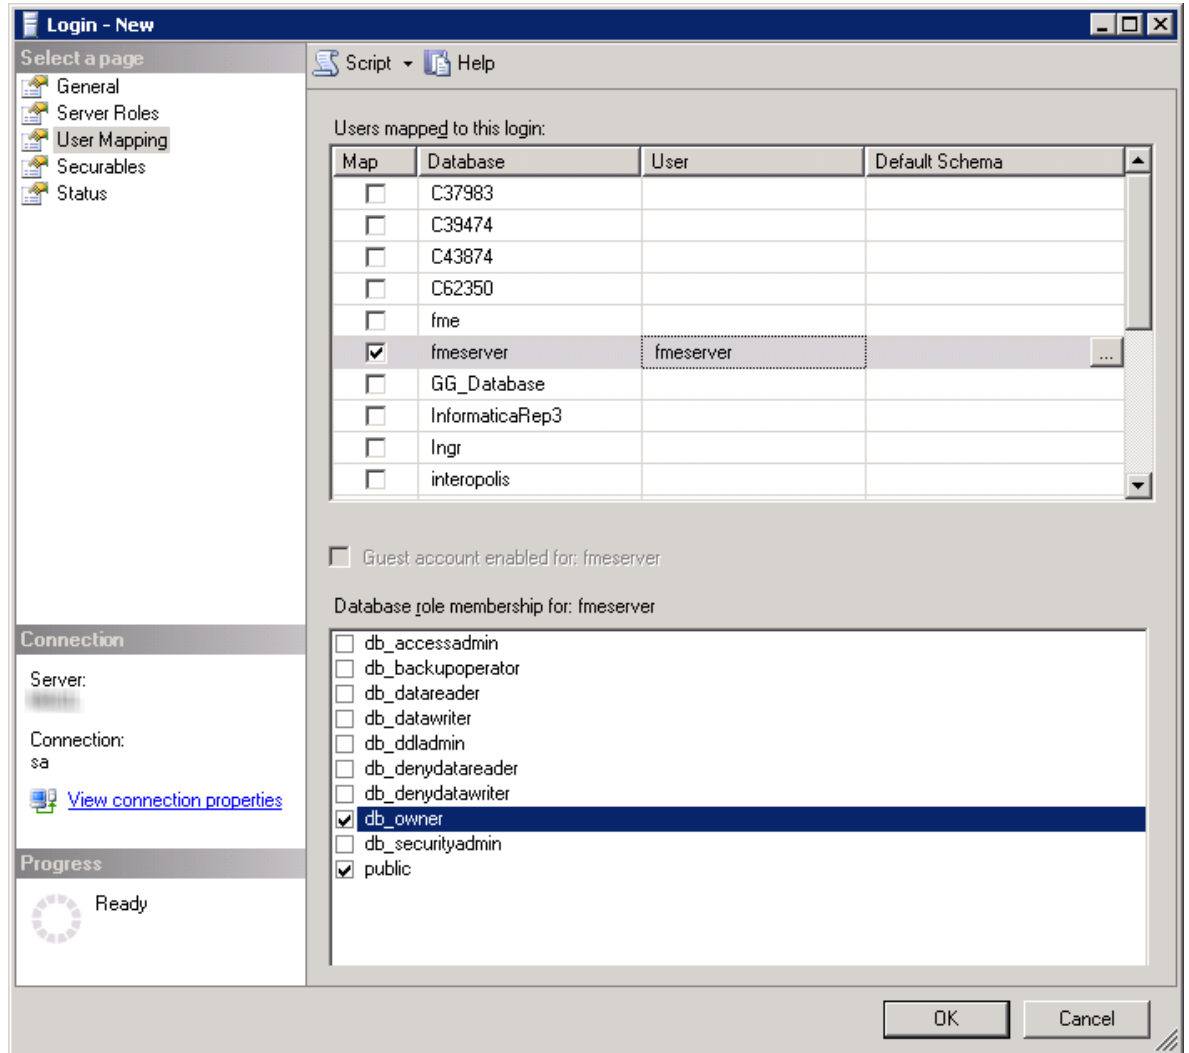 Login - New
Select a page
General
Server Roles
User Mapping
Securables
Status
Script Help
Users mapped to this login:
Map Database User Default Schema
C37983
C39474
C43874
C62350
fme
fmeserver fmeserver ...
GG_Database
InformaticaRep3
Ingr
interopolis
Guest account enabled for: fmeserver
Database role membership for: fmeserver
db_accessadmin
db_backupoperator
db_datareader
db_datawriter
db_ddladmin
db_denydatareader
db_denydatawriter
db_owner
db_securityadmin
public
Connection
Server:
Connection:
sa
View connection properties
Progress
Ready
OK Cancel